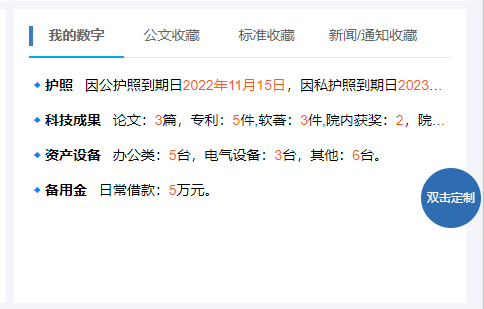 我的数字 公文收藏 标准收藏 新闻/通知收藏
护照 因公护照到期日2022年11月15日，因私护照到期日2023...
科技成果 论文：3篇，专利：5件,软著：3件,院内获奖：2，院...
资产设备 办公类：5台，电气设备：3台，其他：6台。
备用金 日常借款：5万元。
双击定制